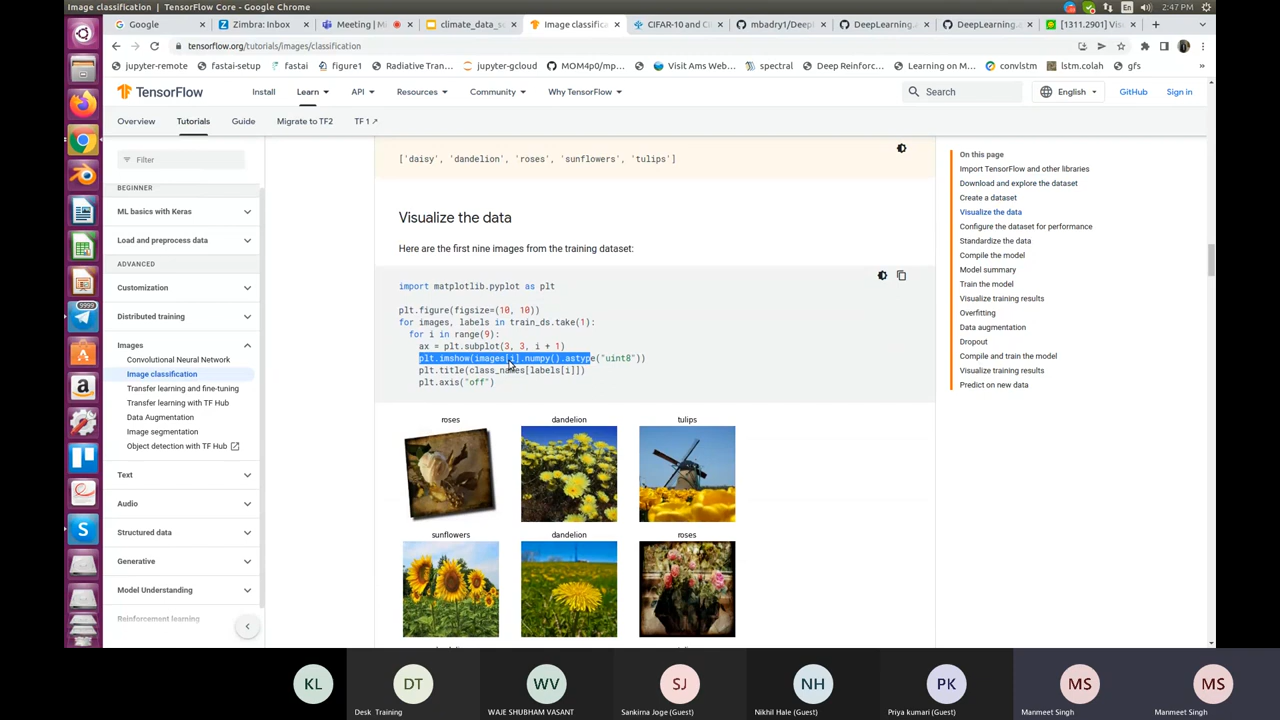 Image classification | TensorFlow Core - Google Chrome
En
2:47 PM
Google
Zimbra: Inbox
Meeting | Mi
climate_data_sc
Image classifica
CIFAR-10 and CI
mbadry1/DeepL
DeepLearning.a
DeepLearning.a
[1311.2901] Vis
tensorflow.org/tutorials/images/classification
jupyter-remote
fastai-setup
fastai
figure1
Radiative Tran...
jupyter-gcloud
MOM4p0/mp...
Visit Ams Web...
spectral
Deep Reinforc...
Learning on M...
convlstm
lstm.colah
gfs
»
TensorFlow
Install
Learn
API
Resources
Community
Why TensorFlow
Search
English
GitHub
Sign in
Overview
Tutorials
Guide
Migrate to TF2
TF 1 ↗
Filter
BEGINNER
ML basics with Keras
Load and preprocess data
ADVANCED
Customization
Distributed training
Images
Convolutional Neural Network
Image classification
Transfer learning and fine-tuning
Transfer learning with TF Hub
Data Augmentation
Image segmentation
Object detection with TF Hub
Text
Audio
Structured data
Generative
Model Understanding
Reinforcement learning
['daisy', 'dandelion', 'roses', 'sunflowers', 'tulips']
Visualize the data
Here are the first nine images from the training dataset:
import matplotlib.pyplot as plt
plt.figure(figsize=(10, 10))
for images, labels in train_ds.take(1):
for i in range(9):
ax = plt.subplot(3, 3, i + 1)
plt.imshow(images[i].numpy().astype("uint8"))
plt.title(class_names[labels[i]])
plt.axis("off")
roses
dandelion
tulips
sunflowers
dandelion
roses
On this page
Import TensorFlow and other libraries
Download and explore the dataset
Create a dataset
Visualize the data
Configure the dataset for performance
Standardize the data
Compile the model
Model summary
Train the model
Visualize training results
Overfitting
Data augmentation
Dropout
Compile and train the model
Visualize training results
Predict on new data
9999
KL
DT
Desk Training
WV
WAJE SHUBHAM VASANT
SJ
Sankirna Joge (Guest)
NH
Nikhil Hale (Guest)
PK
Priya kumari (Guest)
MS
Manmeet Singh
MS
Manmeet Singh